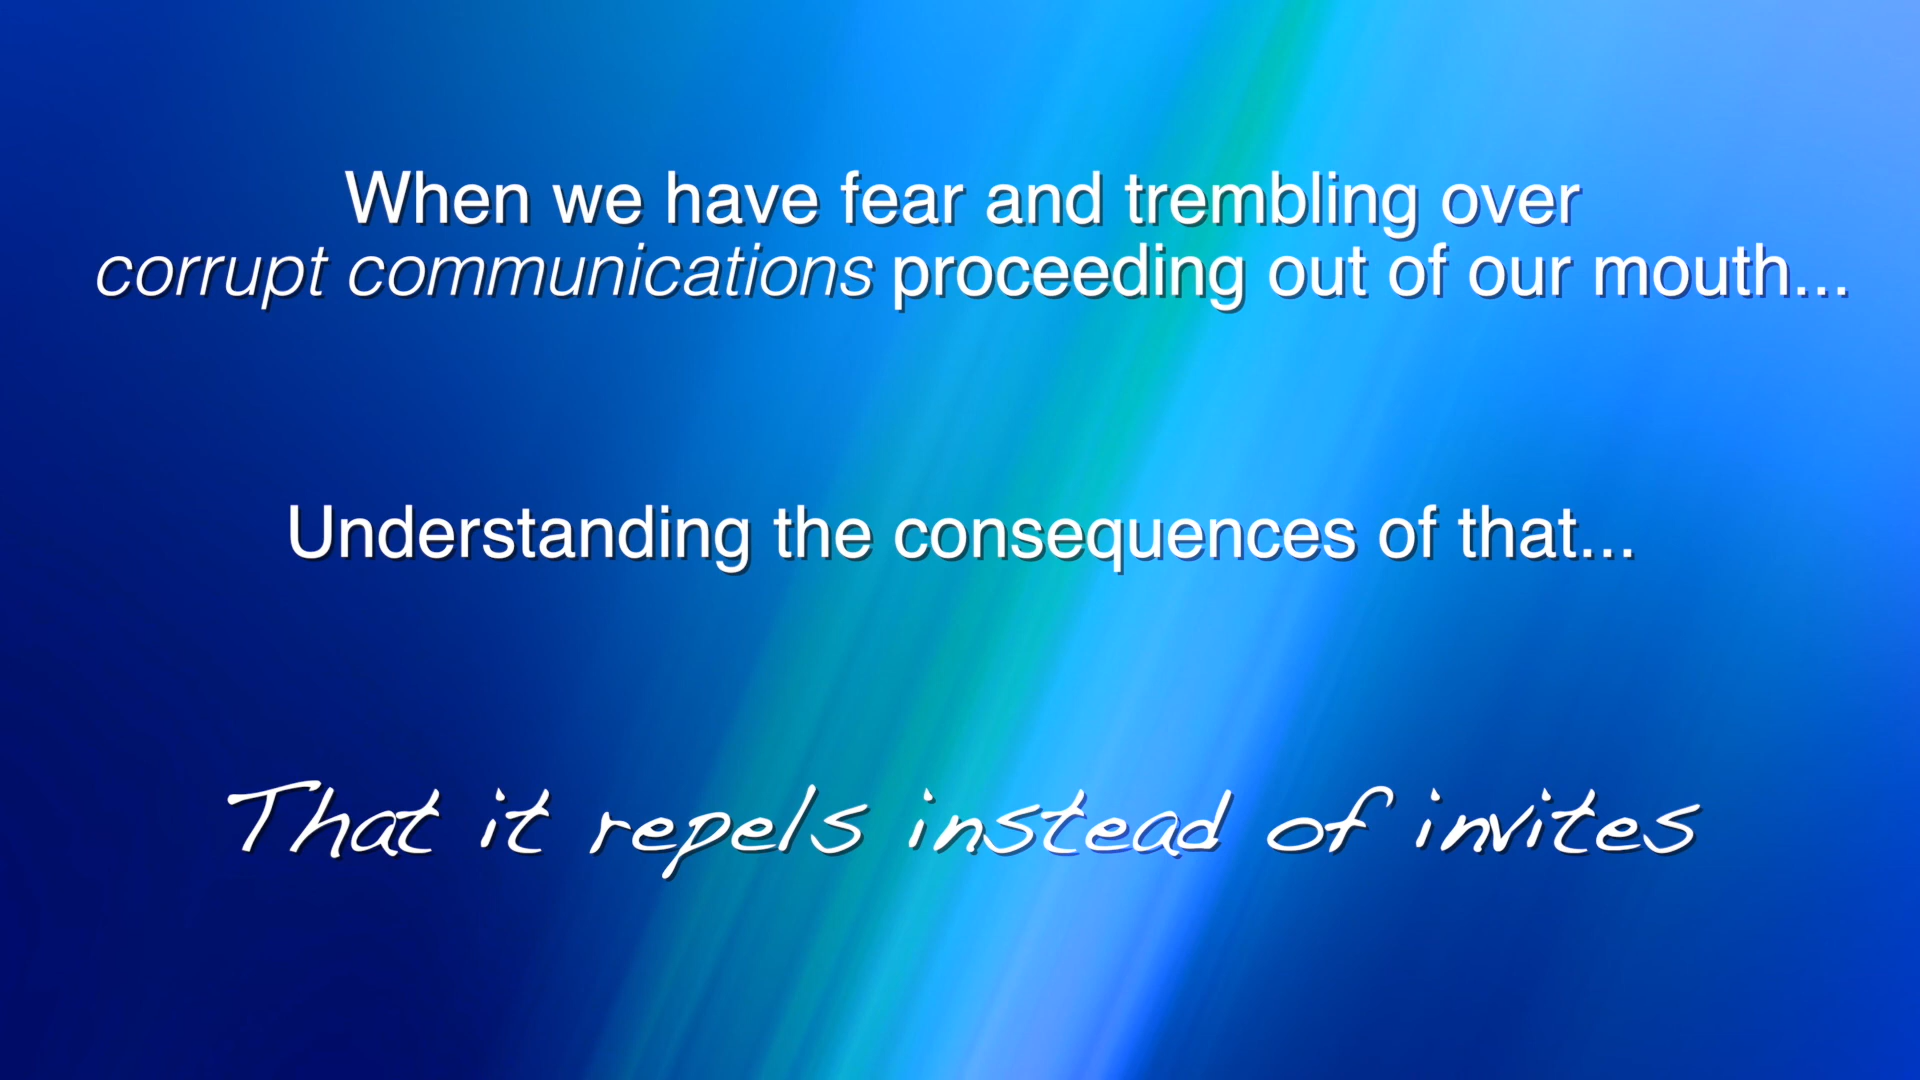 When we have fear and trembling over
corrupt communications proceeding out of our mouth...
Understanding the consequences of that...
That it repels instead of invites